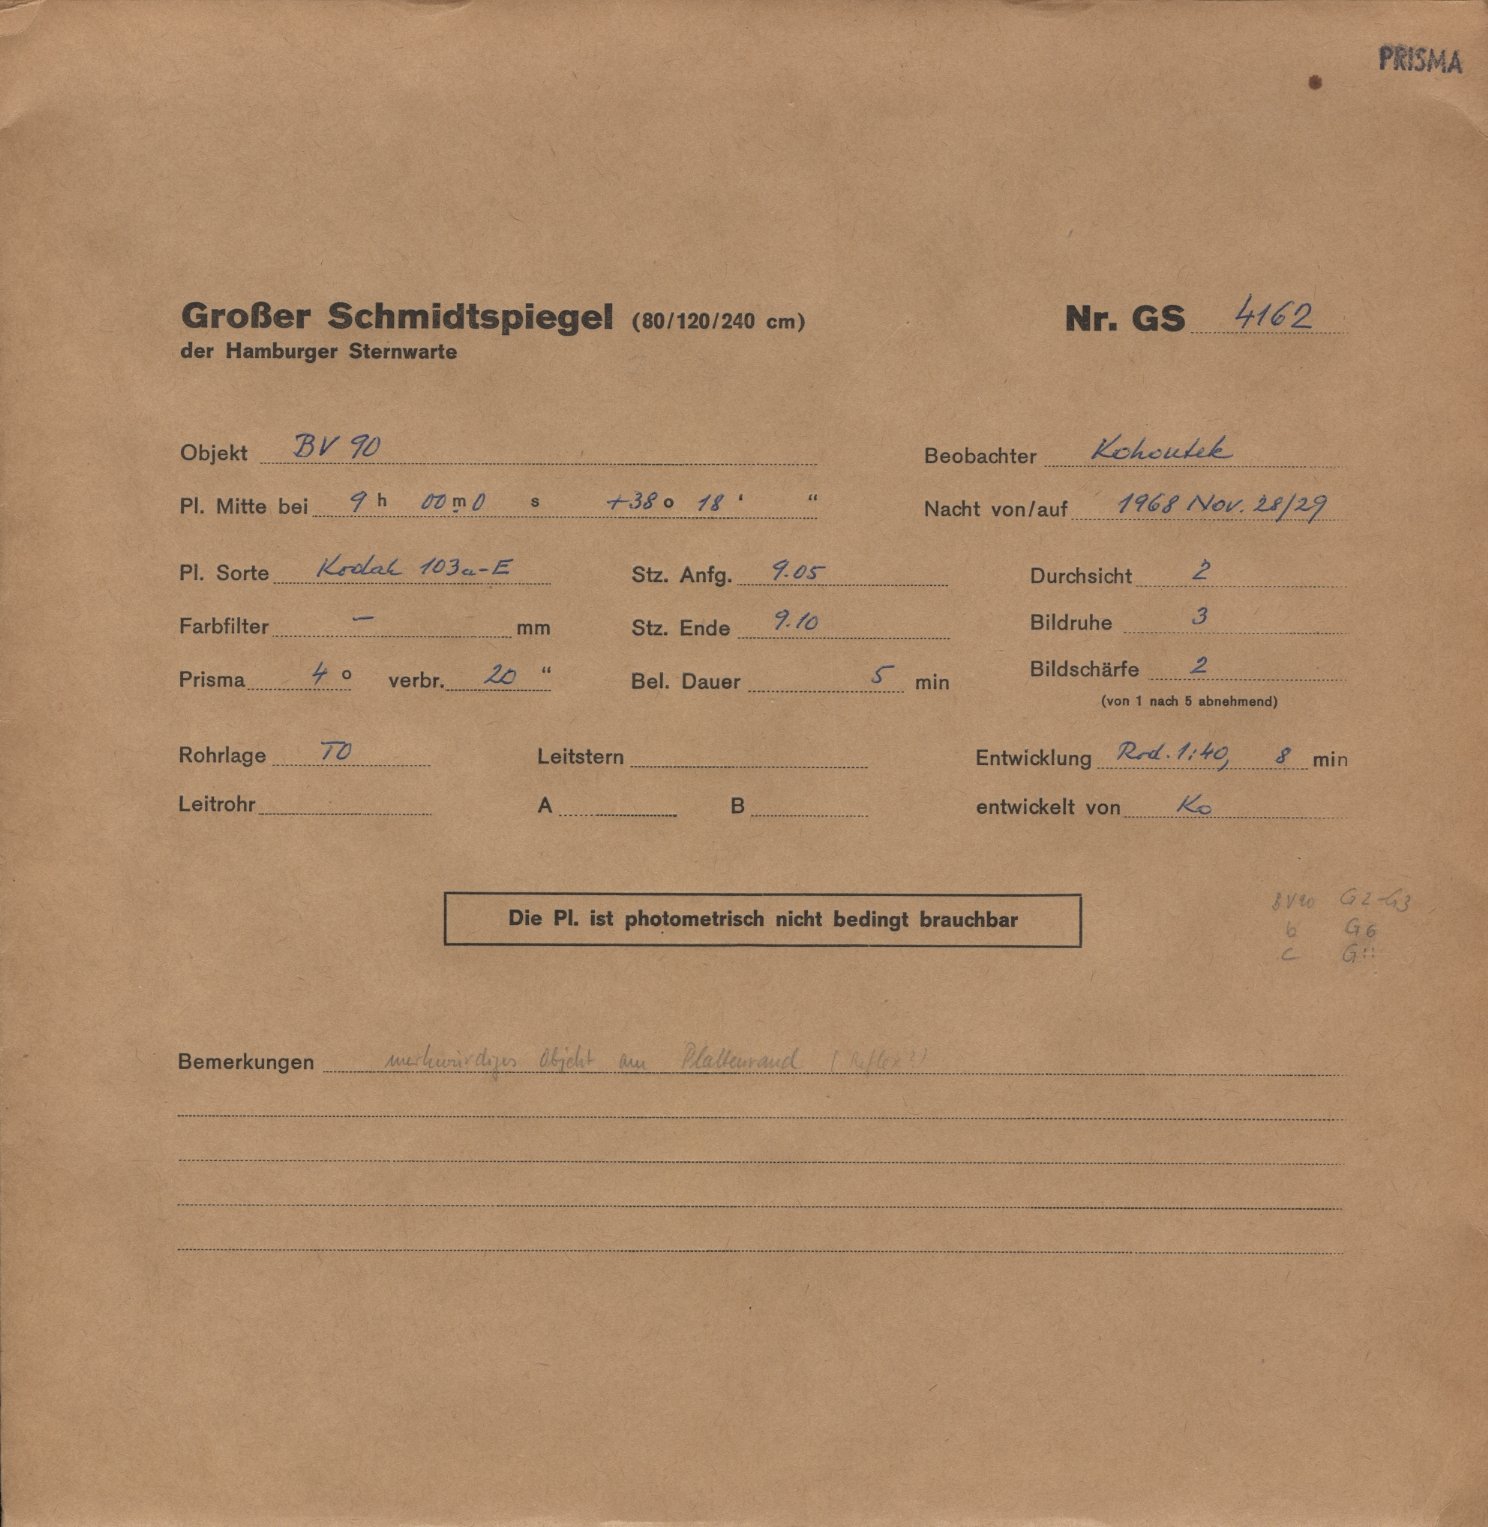 PRISMA
Großer Schmidtspiegel (80/120/240 cm) Nr. GS 4162
der Hamburger Sternwarte
Objekt BV 90 Beobachter Kohoutek
Pl. Mitte bei 9 h 00 m 0 s +38 o 18 ‘ “ Nacht von/auf 1968 Nov. 28/29
Pl. Sorte Kodak 103a-E Stz. Anfg. 9.05 Durchsicht 2
Farbfilter — mm Stz. Ende 9.10 Bildruhe 3
Prisma 4 o verbr. 20 “ Bel. Dauer 5 min Bildschärfe 2
(von 1 nach 5 abnehmend)
Rohrlage TO Leitstern Entwicklung Rod. 1:40, 8 min
Leitrohr A B entwickelt von Ko
Die Pl. ist photometrisch nicht bedingt brauchbar
BV90 G2-G3
b G6
c G::
Bemerkungen merkwürdiges Objekt am Plattenrand (Reflex?)